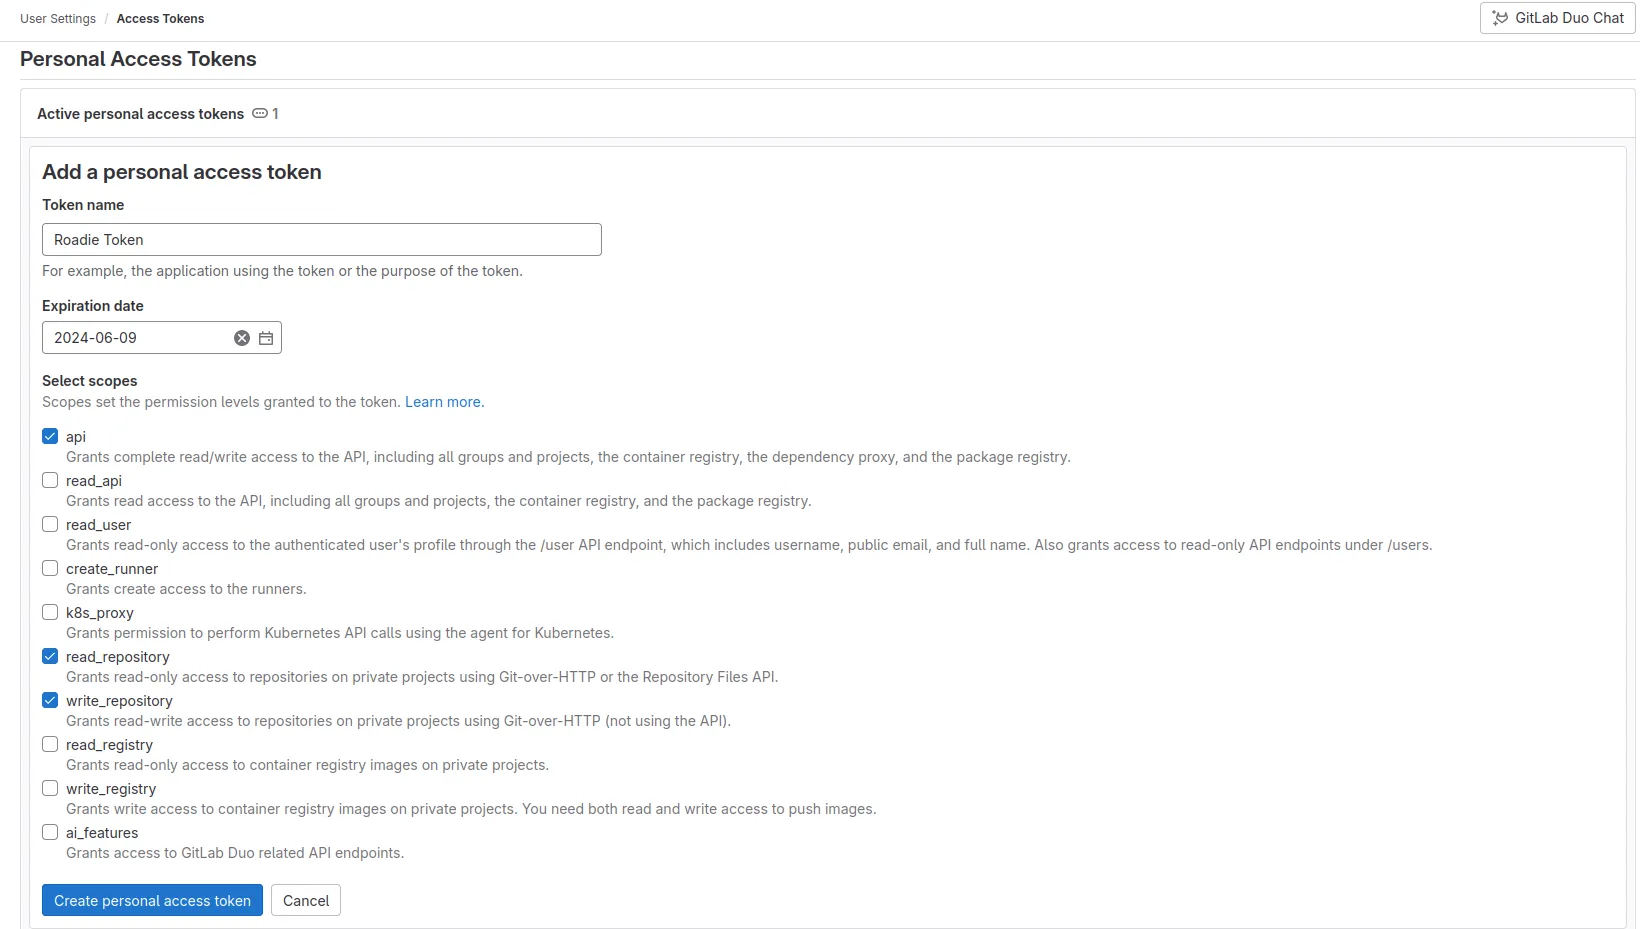 User Settings / Access Tokens
GitLab Duo Chat
Personal Access Tokens
Active personal access tokens 1
Add a personal access token
Token name
Roadie Token
For example, the application using the token or the purpose of the token.
Expiration date
2024-06-09
Select scopes
Scopes set the permission levels granted to the token. Learn more.
api
Grants complete read/write access to the API, including all groups and projects, the container registry, the dependency proxy, and the package registry.
read_api
Grants read access to the API, including all groups and projects, the container registry, and the package registry.
read_user
Grants read-only access to the authenticated user's profile through the /user API endpoint, which includes username, public email, and full name. Also grants access to read-only API endpoints under /users.
create_runner
Grants create access to the runners.
k8s_proxy
Grants permission to perform Kubernetes API calls using the agent for Kubernetes.
read_repository
Grants read-only access to repositories on private projects using Git-over-HTTP or the Repository Files API.
write_repository
Grants read-write access to repositories on private projects using Git-over-HTTP (not using the API).
read_registry
Grants read-only access to container registry images on private projects.
write_registry
Grants write access to container registry images on private projects. You need both read and write access to push images.
ai_features
Grants access to GitLab Duo related API endpoints.
Create personal access token
Cancel